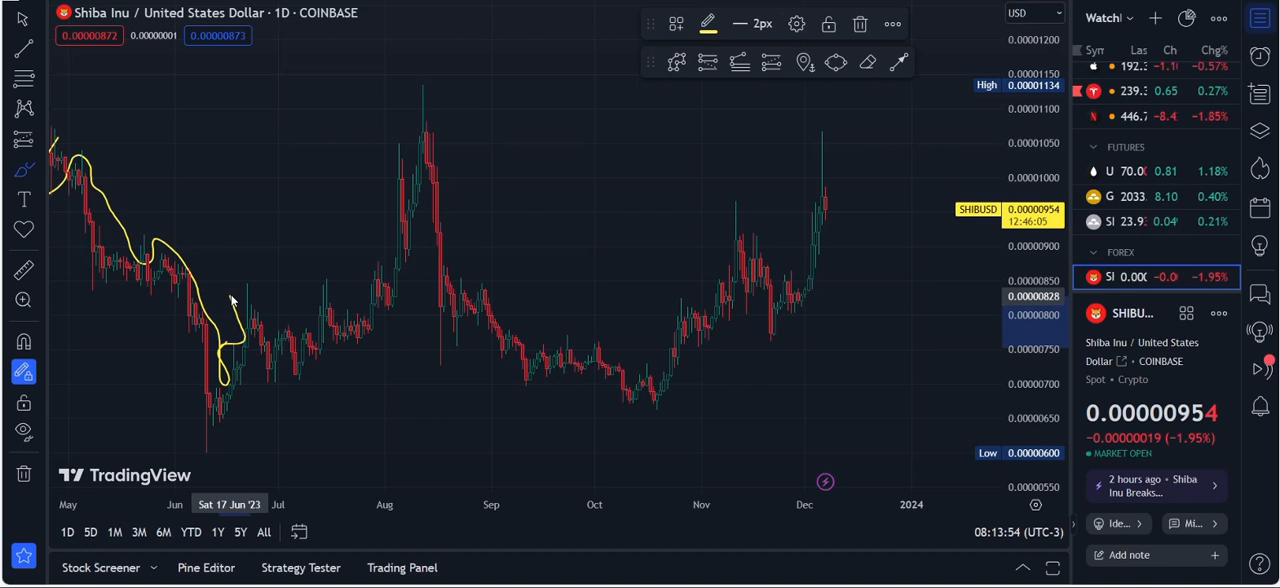 Shiba Inu / United States Dollar · 1D · COINBASE
0.00000872 0.00000001 0.00000873
2px
USD
0.00001200
0.00001150
High 0.00001134
0.00001100
0.00001050
0.00001000
SHIBUSD 0.00000954
12:46:05
0.00000900
0.00000850
0.00000828
0.00000800
0.00000750
0.00000700
0.00000650
Low 0.00000600
0.00000550
TradingView
May Jun Sat 17 Jun '23 Jul Aug Sep Oct Nov Dec 2024
1D 5D 1M 3M 6M YTD 1Y 5Y All
08:13:54 (UTC-3)
Stock Screener Pine Editor Strategy Tester Trading Panel
Watchl
Sym Las Ch Chg%
192.3 −1.1 −0.57%
239.3 0.65 0.27%
N 446.7 −8.4 −1.85%
FUTURES
U 70.0 0.81 1.18%
G 2033. 8.10 0.40%
SI 23.9 0.04 0.21%
FOREX
SI 0.000 −0.0 −1.95%
SHIBU...
Shiba Inu / United States
Dollar • COINBASE
Spot • Crypto
0.00000954
−0.00000019 (−1.95%)
MARKET OPEN
2 hours ago • Shiba
Inu Breaks...
Ide... Mi...
Add note